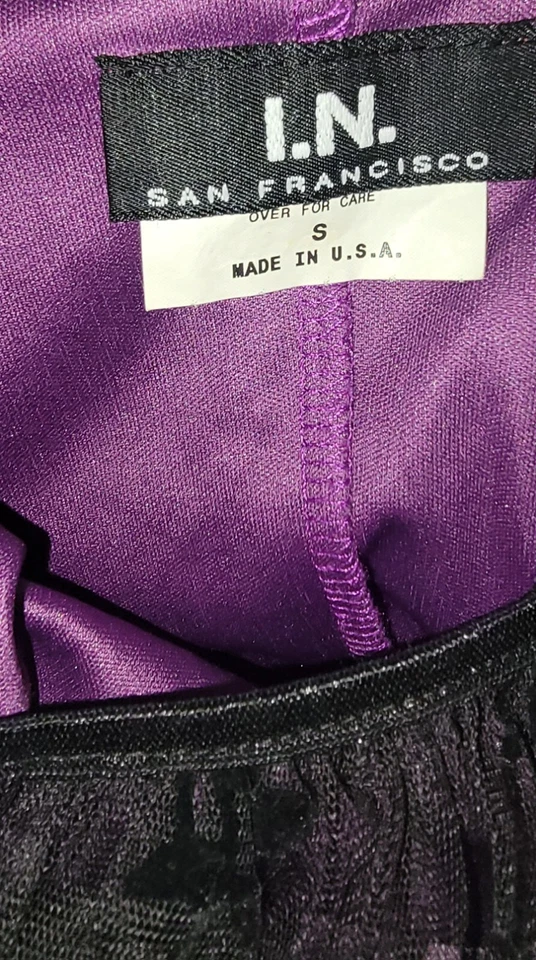 I.N.
SAN FRANCISCO
OVER FOR CARE
S
MADE IN U.S.A.